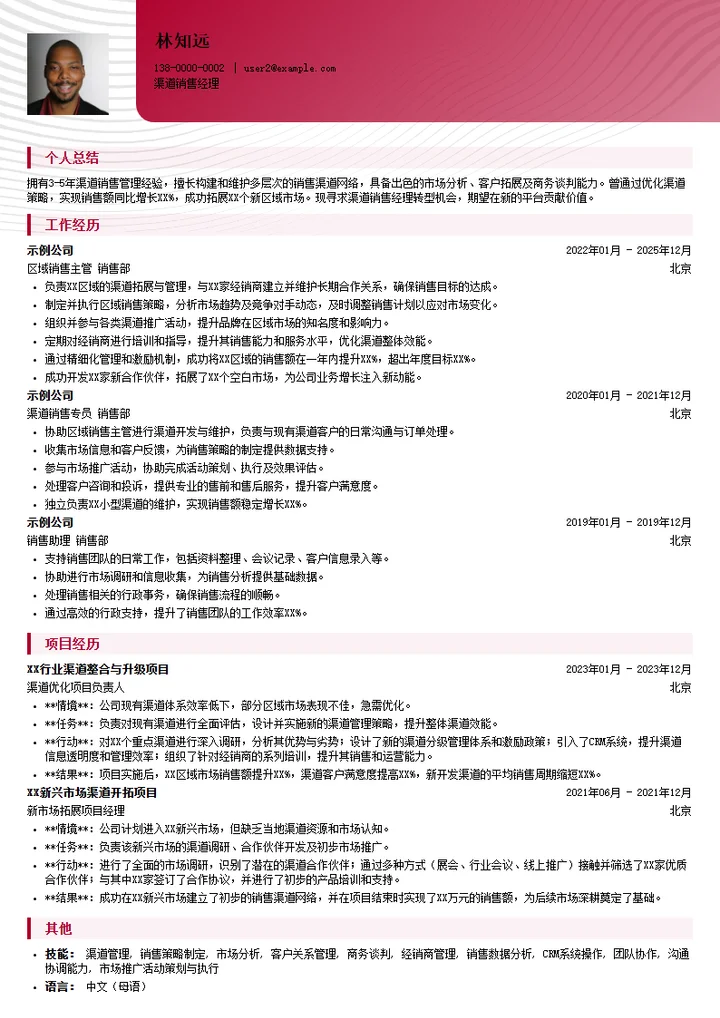 林知远
138-0000-0002 | user2@example.com
渠道销售经理
个人总结
拥有3-5年渠道销售管理经验，擅长构建和维护多层次的销售渠道网络，具备出色的市场分析、客户拓展及商务谈判能力。曾通过优化渠道
策略，实现销售额同比增长XX%，成功拓展XX个新区域市场。现寻求渠道销售经理转型机会，期望在新的平台贡献价值。
工作经历
示例公司 2022年01月 - 2025年12月
区域销售主管 销售部 北京
• 负责XX区域的渠道拓展与管理，与XX家经销商建立并维护长期合作关系，确保销售目标的达成。
• 制定并执行区域销售策略，分析市场趋势及竞争对手动态，及时调整销售计划以应对市场变化。
• 组织并参与各类渠道推广活动，提升品牌在区域市场的知名度和影响力。
• 定期对经销商进行培训和指导，提升其销售能力和服务水平，优化渠道整体效能。
• 通过精细化管理和激励机制，成功将XX区域的销售额在一年内提升XX%，超出年度目标XX%。
• 成功开发XX家新合作伙伴，拓展了XX个空白市场，为公司业务增长注入新动能。
示例公司 2020年01月 - 2021年12月
渠道销售专员 销售部 北京
• 协助区域销售主管进行渠道开发与维护，负责与现有渠道客户的日常沟通与订单处理。
• 收集市场信息和客户反馈，为销售策略的制定提供数据支持。
• 参与市场推广活动，协助完成活动策划、执行及效果评估。
• 处理客户咨询和投诉，提供专业的售前和售后服务，提升客户满意度。
• 独立负责XX小型渠道的维护，实现销售额稳定增长XX%。
示例公司 2019年01月 - 2019年12月
销售助理 销售部 北京
• 支持销售团队的日常工作，包括资料整理、会议记录、客户信息录入等。
• 协助进行市场调研和信息收集，为销售分析提供基础数据。
• 处理销售相关的行政事务，确保销售流程的顺畅。
• 通过高效的行政支持，提升了销售团队的工作效率XX%。
项目经历
XX行业渠道整合与升级项目 2023年01月 - 2023年12月
渠道优化项目负责人 北京
• **情境**：公司现有渠道体系效率低下，部分区域市场表现不佳，急需优化。
• **任务**：负责对现有渠道进行全面评估，设计并实施新的渠道管理策略，提升整体渠道效能。
• **行动**：对XX个重点渠道进行深入调研，分析其优势与劣势；设计了新的渠道分级管理体系和激励政策；引入了CRM系统，提升渠道
信息透明度和管理效率；组织了针对经销商的系列培训，提升其销售和运营能力。
• **结果**：项目实施后，XX区域市场销售额提升XX%，渠道客户满意度提高XX%，新开发渠道的平均销售周期缩短XX%。
XX新兴市场渠道开拓项目 2021年06月 - 2021年12月
新市场拓展项目经理 北京
• **情境**：公司计划进入XX新兴市场，但缺乏当地渠道资源和市场认知。
• **任务**：负责该新兴市场的渠道调研、合作伙伴开发及初步市场推广。
• **行动**：进行了全面的市场调研，识别了潜在的渠道合作伙伴；通过多种方式（展会、行业会议、线上推广）接触并筛选了XX家优质
合作伙伴；与其中XX家签订了合作协议，并进行了初步的产品培训和支持。
• **结果**：成功在XX新兴市场建立了初步的销售渠道网络，并在项目结束时实现了XX万元的销售额，为后续市场深耕奠定了基础。
其他
• 技能： 渠道管理, 销售策略制定, 市场分析, 客户关系管理, 商务谈判, 经销商管理, 销售数据分析, CRM系统操作, 团队协作, 沟通
协调能力, 市场推广活动策划与执行
• 语言： 中文（母语）